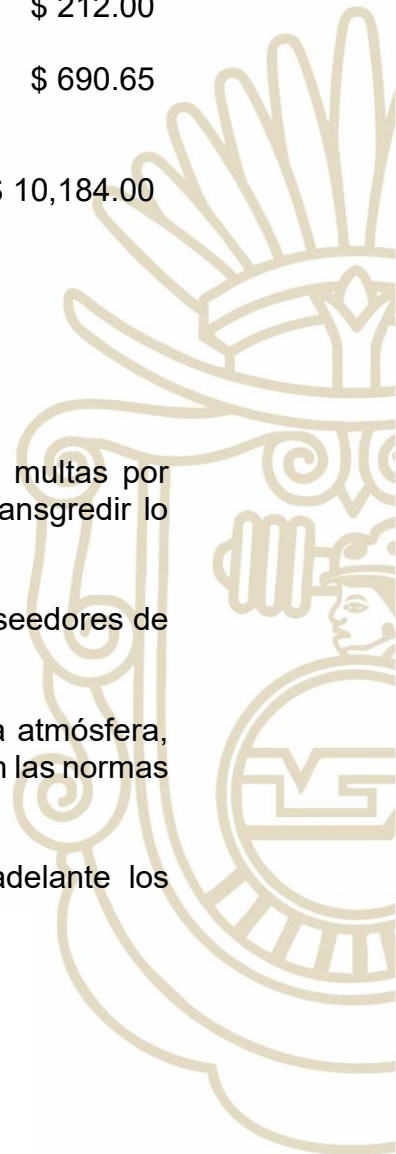 $ 212.00
$ 690.65
$ 10,184.00
multas por
ansgredir lo
seedores de
a atmósfera,
n las normas
adelante los